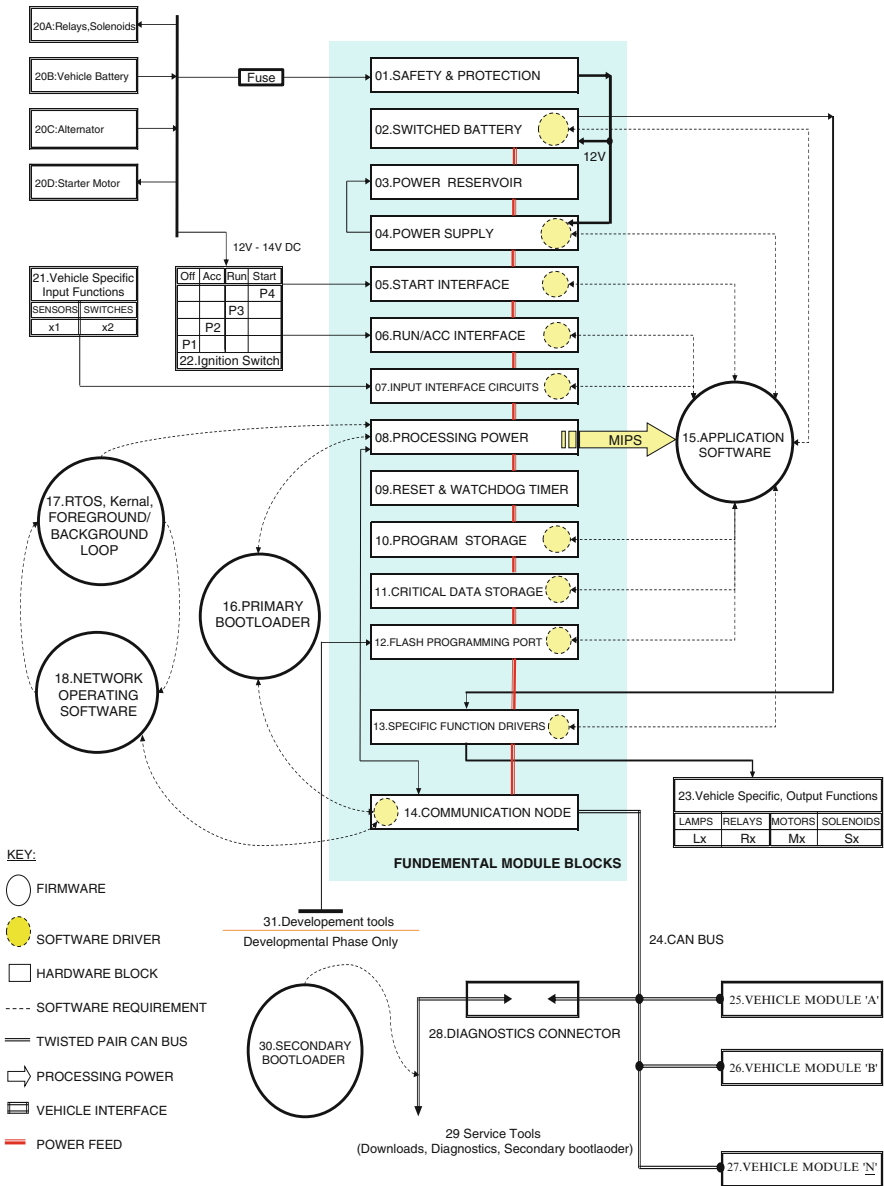 20A:Relays,Solenoids
20B:Vehicle Battery
20C:Alternator
20D:Starter Motor
Fuse
01.SAFETY & PROTECTION
02.SWITCHED BATTERY
12V
03.POWER RESERVOIR
04.POWER SUPPLY
12V - 14V DC
21.Vehicle Specific
Input Functions
SENSORS SWITCHES
x1 x2
Off Acc Run Start
P4
P3
P2
P1
22.Ignition Switch
05.START INTERFACE
06.RUN/ACC INTERFACE
07.INPUT INTERFACE CIRCUITS
08.PROCESSING POWER
MIPS
15.APPLICATION
SOFTWARE
09.RESET & WATCHDOG TIMER
10.PROGRAM STORAGE
11.CRITICAL DATA STORAGE
12.FLASH PROGRAMMING PORT
13.SPECIFIC FUNCTION DRIVERS
14.COMMUNICATION NODE
FUNDEMENTAL MODULE BLOCKS
17.RTOS, Kernal,
FOREGROUND/
BACKGROUND
LOOP
16.PRIMARY
BOOTLOADER
18.NETWORK
OPERATING
SOFTWARE
23.Vehicle Specific, Output Functions
LAMPS RELAYS MOTORS SOLENOIDS
Lx Rx Mx Sx
KEY:
FIRMWARE
SOFTWARE DRIVER
HARDWARE BLOCK
SOFTWARE REQUIREMENT
TWISTED PAIR CAN BUS
PROCESSING POWER
VEHICLE INTERFACE
POWER FEED
31.Developement tools
Developmental Phase Only
24.CAN BUS
30.SECONDARY
BOOTLOADER
28.DIAGNOSTICS CONNECTOR
25.VEHICLE MODULE 'A'
26.VEHICLE MODULE 'B'
27.VEHICLE MODULE 'N'
29 Service Tools
(Downloads, Diagnostics, Secondary bootlaoder)